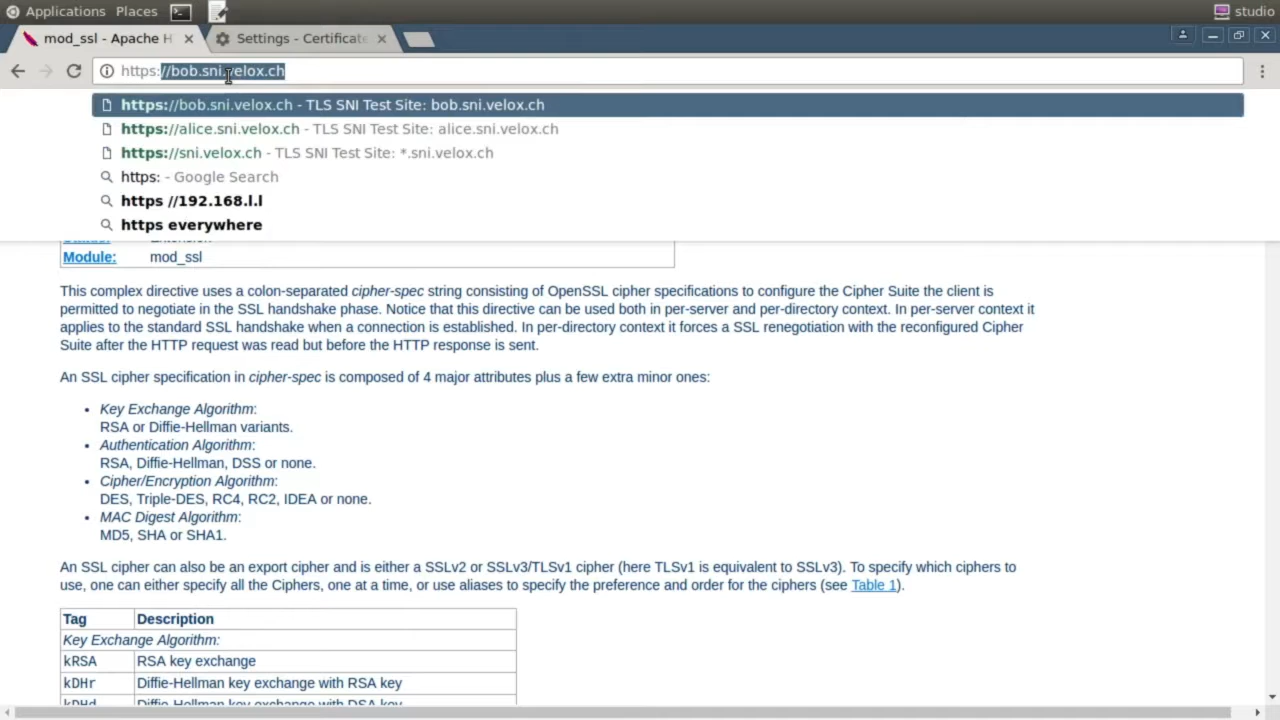 Applications Places studio
mod_ssl - Apache H Settings - Certificate
https://bob.sni.velox.ch
https://bob.sni.velox.ch - TLS SNI Test Site: bob.sni.velox.ch
https://alice.sni.velox.ch - TLS SNI Test Site: alice.sni.velox.ch
https://sni.velox.ch - TLS SNI Test Site: *.sni.velox.ch
https: - Google Search
https //192.168.l.l
https everywhere
Module: mod_ssl
This complex directive uses a colon-separated cipher-spec string consisting of OpenSSL cipher specifications to configure the Cipher Suite the client is
permitted to negotiate in the SSL handshake phase. Notice that this directive can be used both in per-server and per-directory context. In per-server context it
applies to the standard SSL handshake when a connection is established. In per-directory context it forces a SSL renegotiation with the reconfigured Cipher
Suite after the HTTP request was read but before the HTTP response is sent.
An SSL cipher specification in cipher-spec is composed of 4 major attributes plus a few extra minor ones:
• Key Exchange Algorithm:
RSA or Diffie-Hellman variants.
• Authentication Algorithm:
RSA, Diffie-Hellman, DSS or none.
• Cipher/Encryption Algorithm:
DES, Triple-DES, RC4, RC2, IDEA or none.
• MAC Digest Algorithm:
MD5, SHA or SHA1.
An SSL cipher can also be an export cipher and is either a SSLv2 or SSLv3/TLSv1 cipher (here TLSv1 is equivalent to SSLv3). To specify which ciphers to
use, one can either specify all the Ciphers, one at a time, or use aliases to specify the preference and order for the ciphers (see Table 1).
Tag Description
Key Exchange Algorithm:
kRSA RSA key exchange
kDHr Diffie-Hellman key exchange with RSA key
kDHd Diffie-Hellman key exchange with DSA key